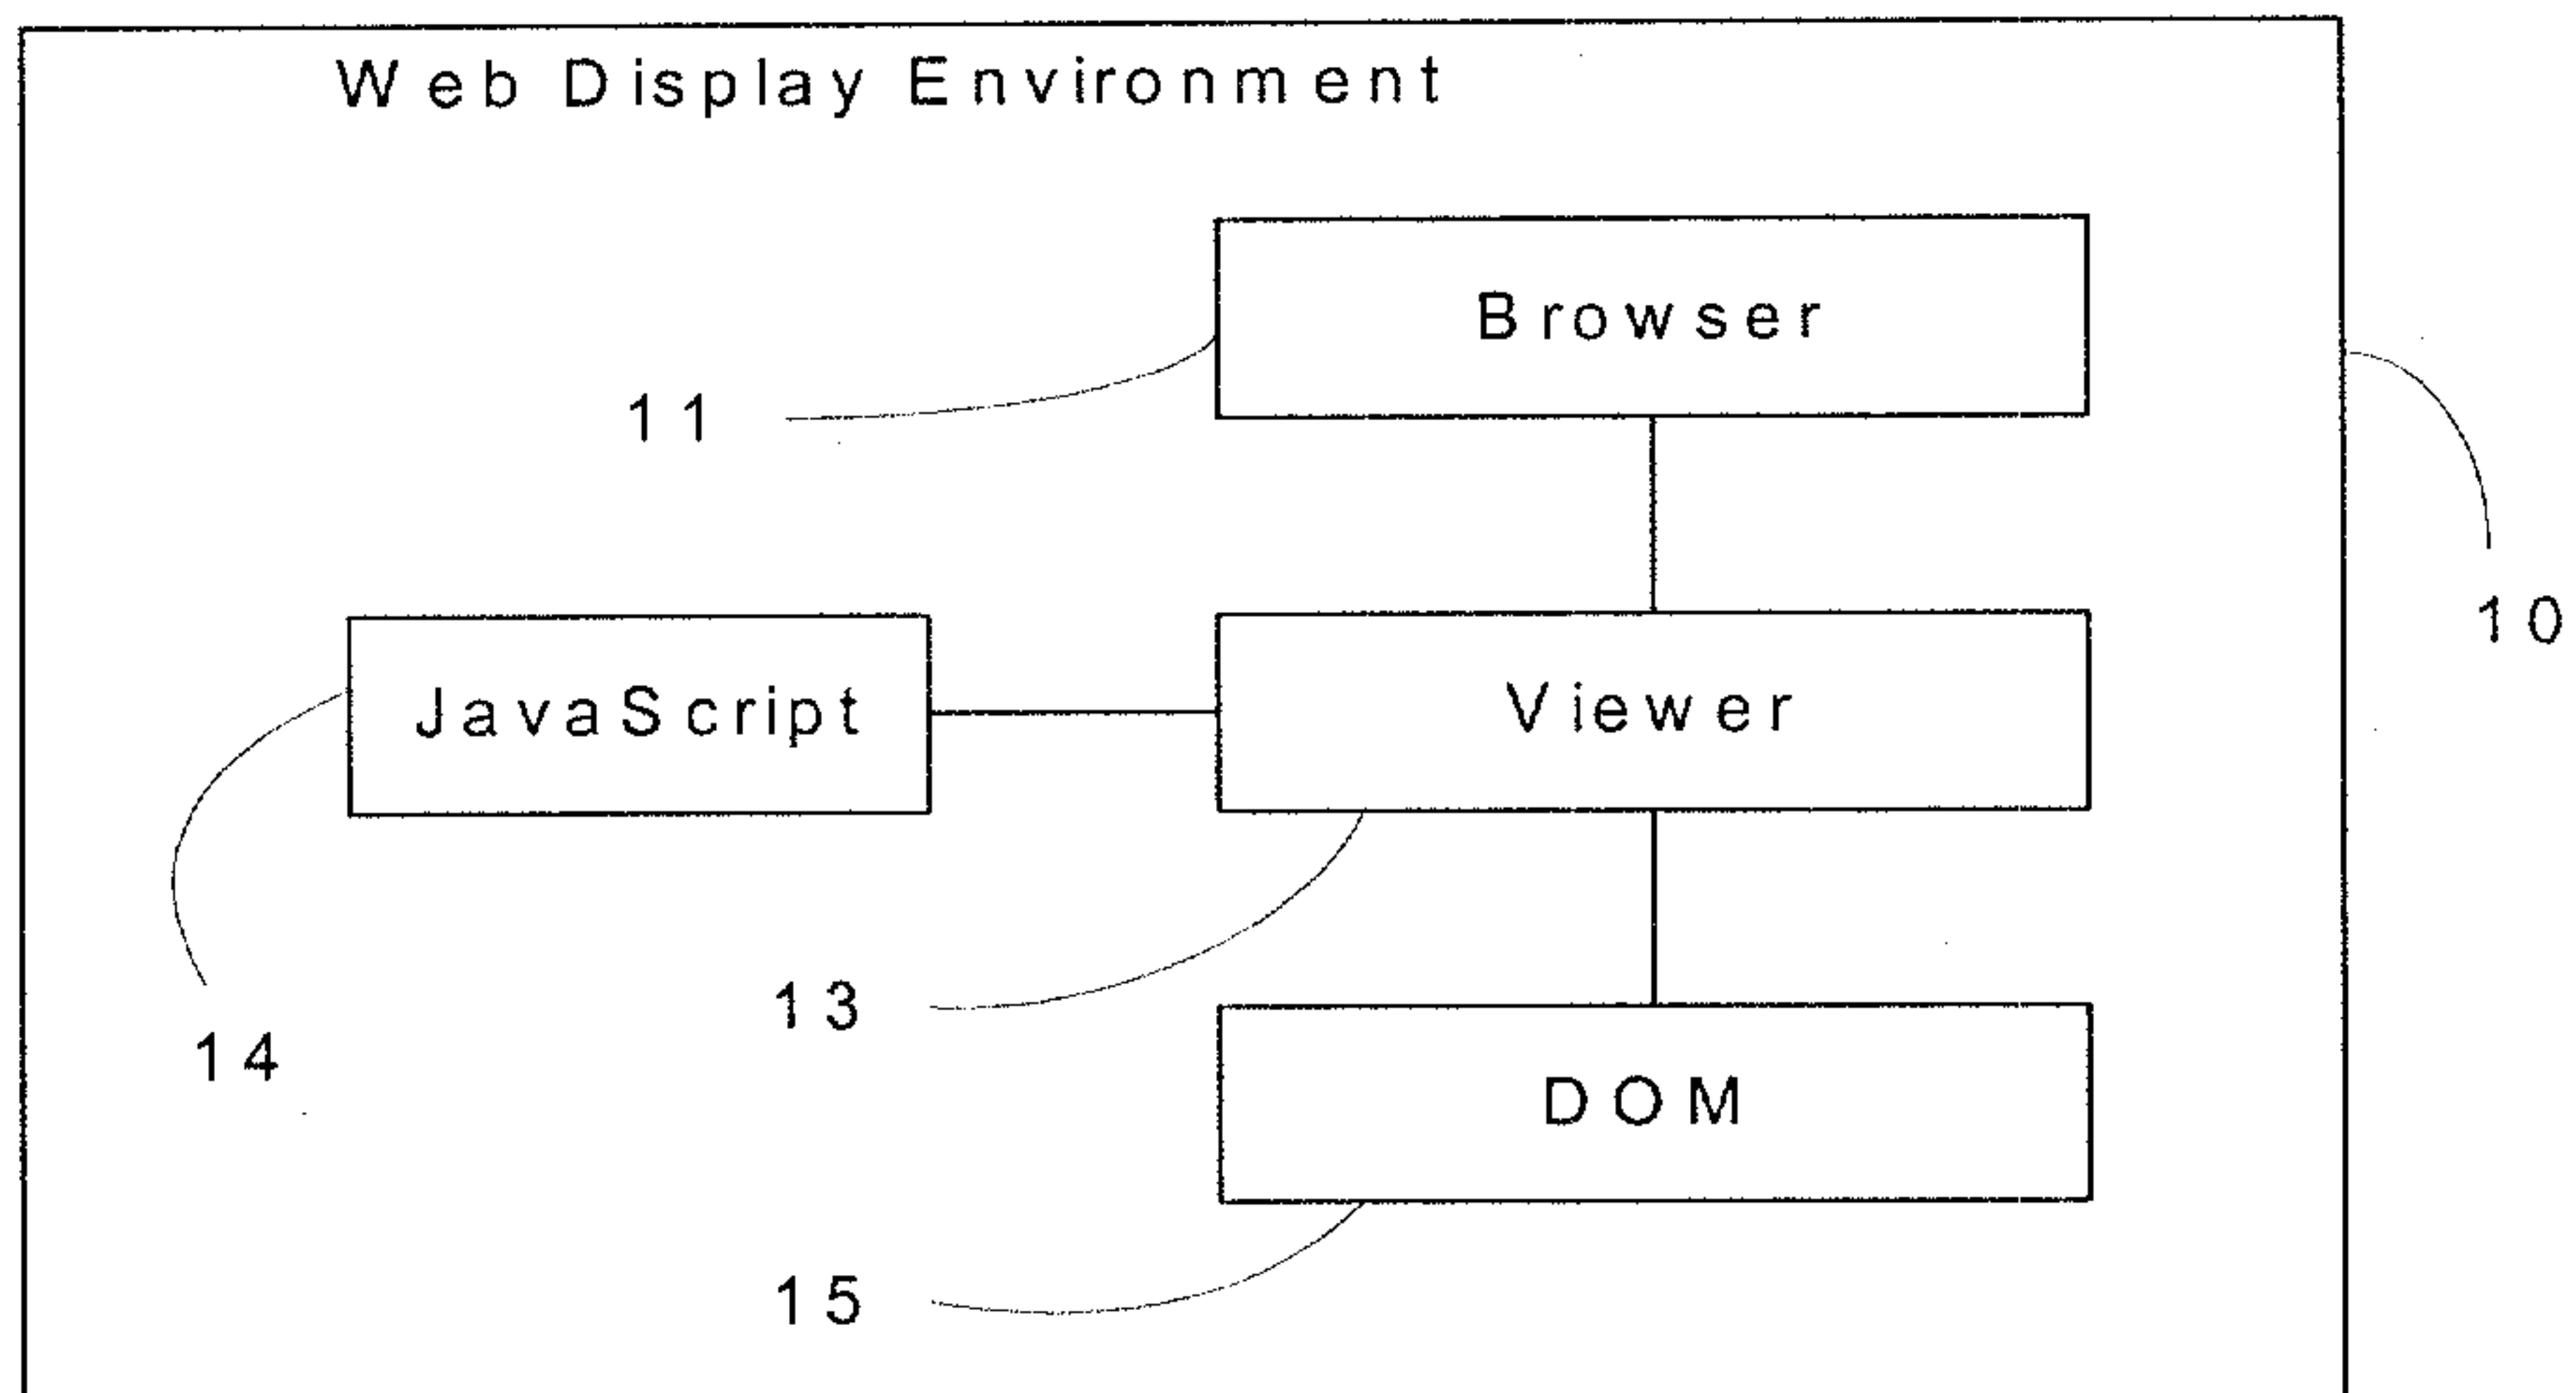 Web Display Environment
Browser
11
10
JavaScript
Viewer
13
14
DOM
15